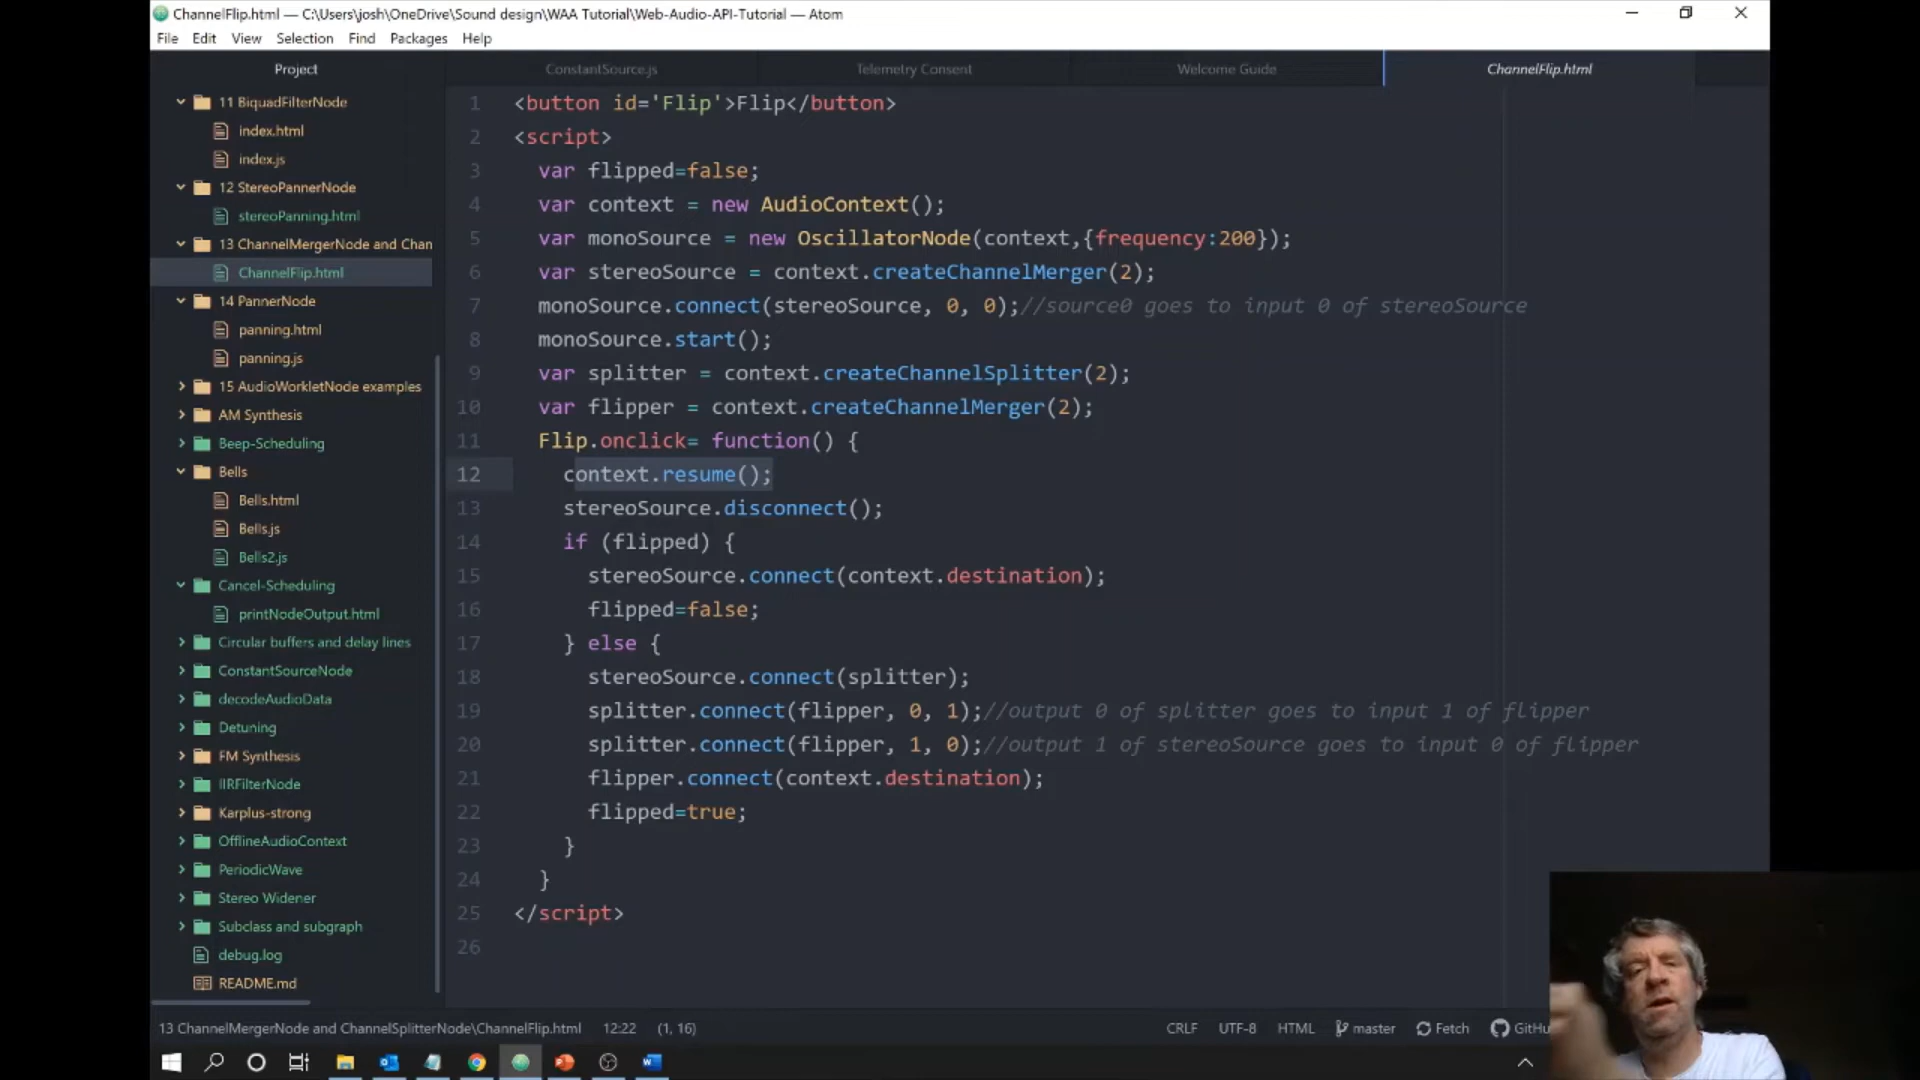 ChannelFlip.html — C:\Users\josh\OneDrive\Sound design\WAA Tutorial\Web-Audio-API-Tutorial — Atom
File Edit View Selection Find Packages Help
Project
ConstantSource.js
Telemetry Consent
Welcome Guide
ChannelFlip.html
11 BiquadFilterNode
index.html
index.js
12 StereoPannerNode
stereoPanning.html
13 ChannelMergerNode and Chan
ChannelFlip.html
14 PannerNode
panning.html
panning.js
15 AudioWorkletNode examples
AM Synthesis
Beep-Scheduling
Bells
Bells.html
Bells.js
Bells2.js
Cancel-Scheduling
printNodeOutput.html
Circular buffers and delay lines
ConstantSourceNode
decodeAudioData
Detuning
FM Synthesis
IIRFilterNode
Karplus-strong
OfflineAudioContext
PeriodicWave
Stereo Widener
Subclass and subgraph
debug.log
README.md
1 <button id='Flip'>Flip</button>
2 <script>
3 var flipped=false;
4 var context = new AudioContext();
5 var monoSource = new OscillatorNode(context,{frequency:200});
6 var stereoSource = context.createChannelMerger(2);
7 monoSource.connect(stereoSource, 0, 0);//source0 goes to input 0 of stereoSource
8 monoSource.start();
9 var splitter = context.createChannelSplitter(2);
10 var flipper = context.createChannelMerger(2);
11 Flip.onclick= function() {
12 context.resume();
13 stereoSource.disconnect();
14 if (flipped) {
15 stereoSource.connect(context.destination);
16 flipped=false;
17 } else {
18 stereoSource.connect(splitter);
19 splitter.connect(flipper, 0, 1);//output 0 of splitter goes to input 1 of flipper
20 splitter.connect(flipper, 1, 0);//output 1 of stereoSource goes to input 0 of flipper
21 flipper.connect(context.destination);
22 flipped=true;
23 }
24 }
25 </script>
26
13 ChannelMergerNode and ChannelSplitterNode\ChannelFlip.html 12:22 (1, 16) CRLF UTF-8 HTML master Fetch GitHu